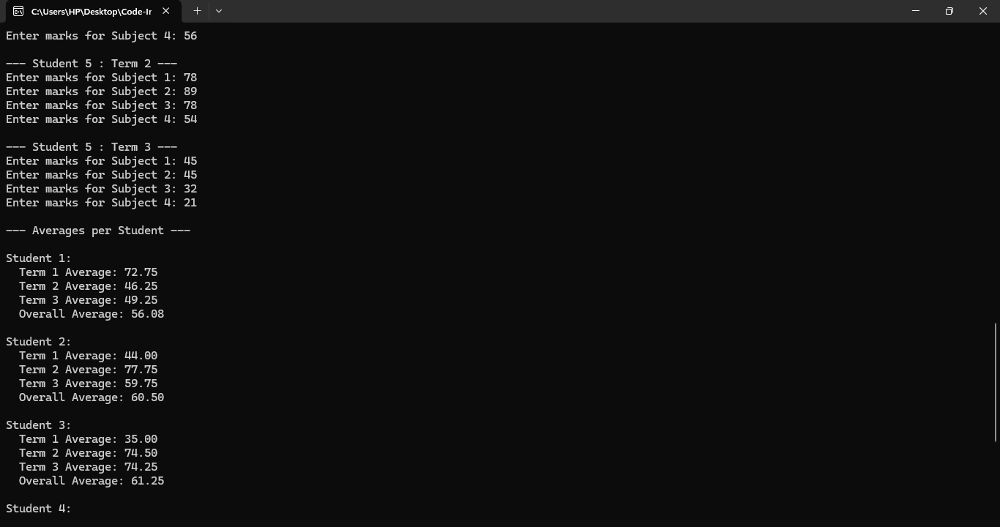 C:\Users\HP\Desktop\Code-Ir
Enter marks for Subject 4: 56
--- Student 5 : Term 2 ---
Enter marks for Subject 1: 78
Enter marks for Subject 2: 89
Enter marks for Subject 3: 78
Enter marks for Subject 4: 54
--- Student 5 : Term 3 ---
Enter marks for Subject 1: 45
Enter marks for Subject 2: 45
Enter marks for Subject 3: 32
Enter marks for Subject 4: 21
--- Averages per Student ---
Student 1:
Term 1 Average: 72.75
Term 2 Average: 46.25
Term 3 Average: 49.25
Overall Average: 56.08
Student 2:
Term 1 Average: 44.00
Term 2 Average: 77.75
Term 3 Average: 59.75
Overall Average: 60.50
Student 3:
Term 1 Average: 35.00
Term 2 Average: 74.50
Term 3 Average: 74.25
Overall Average: 61.25
Student 4: